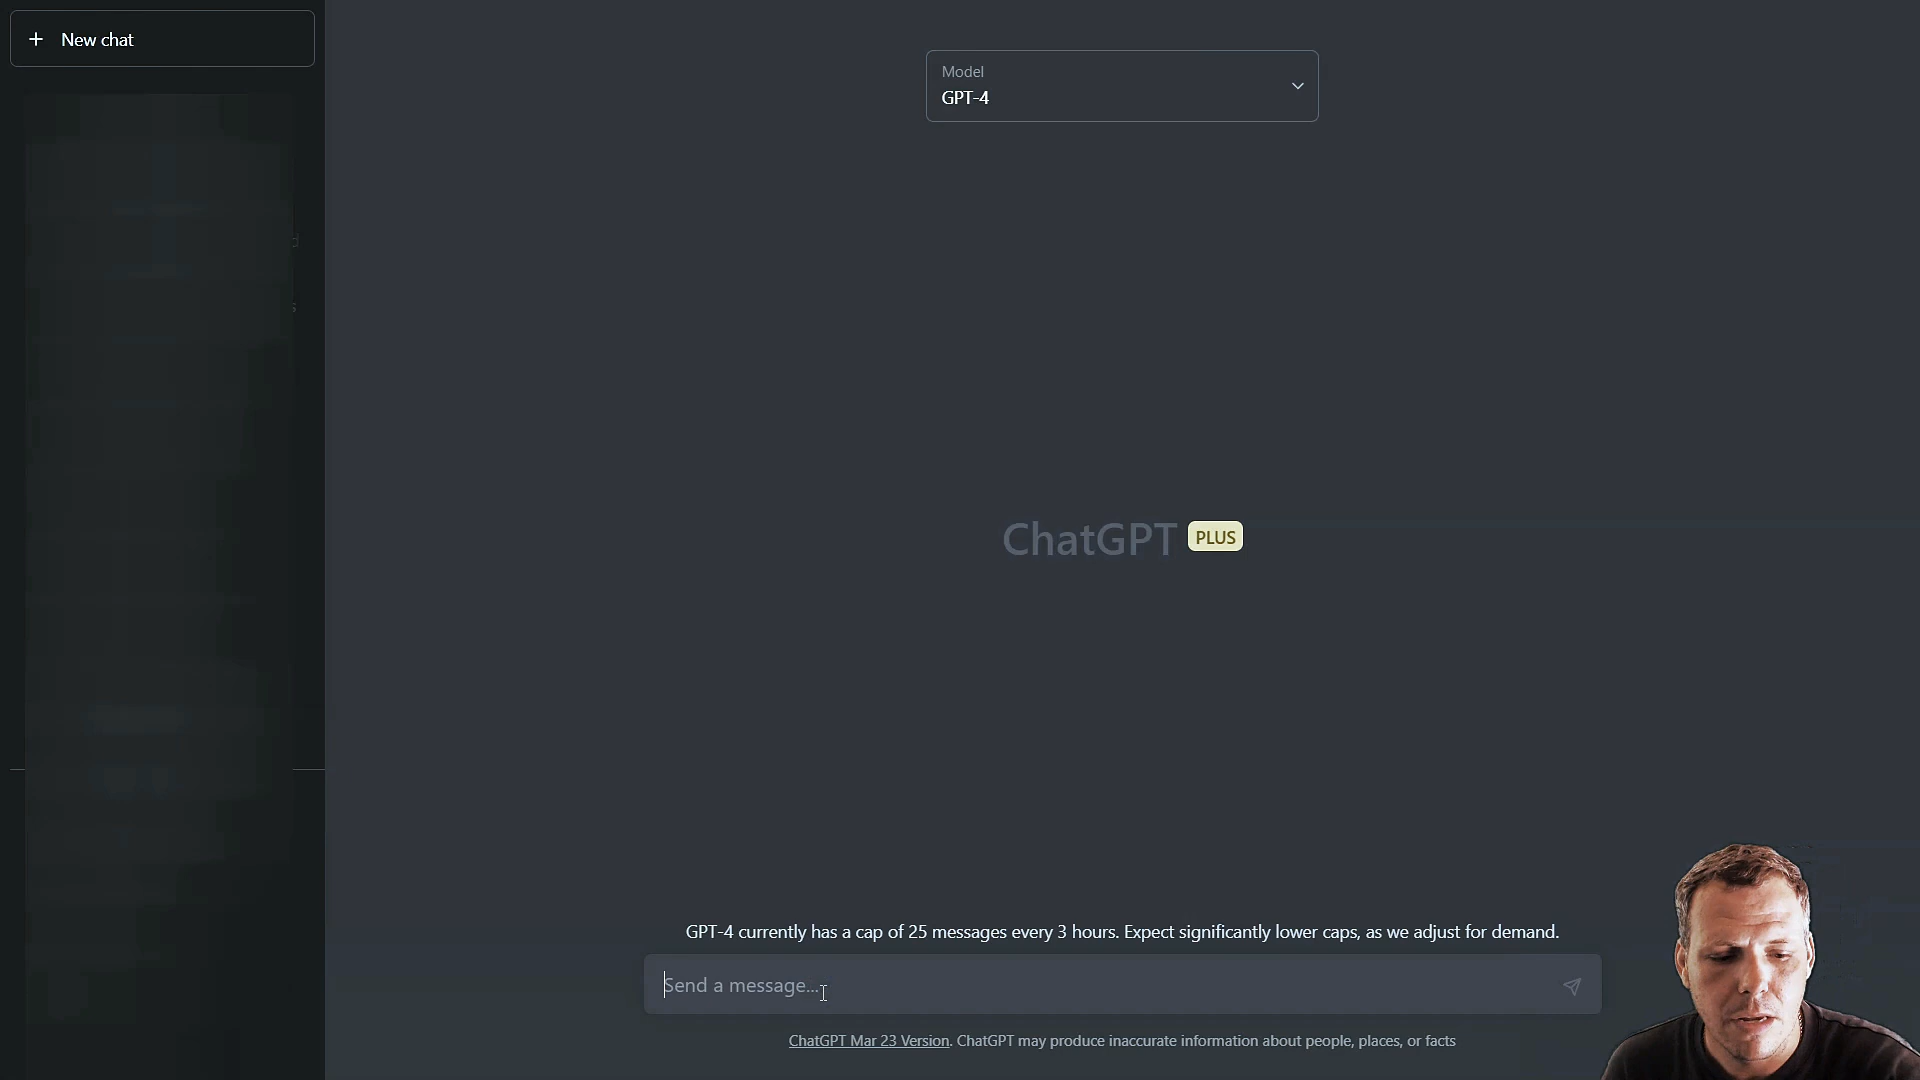 New chat
Model
GPT-4
ChatGPT PLUS
GPT-4 currently has a cap of 25 messages every 3 hours. Expect significantly lower caps, as we adjust for demand.
Send a message...
ChatGPT Mar 23 Version. ChatGPT may produce inaccurate information about people, places, or facts